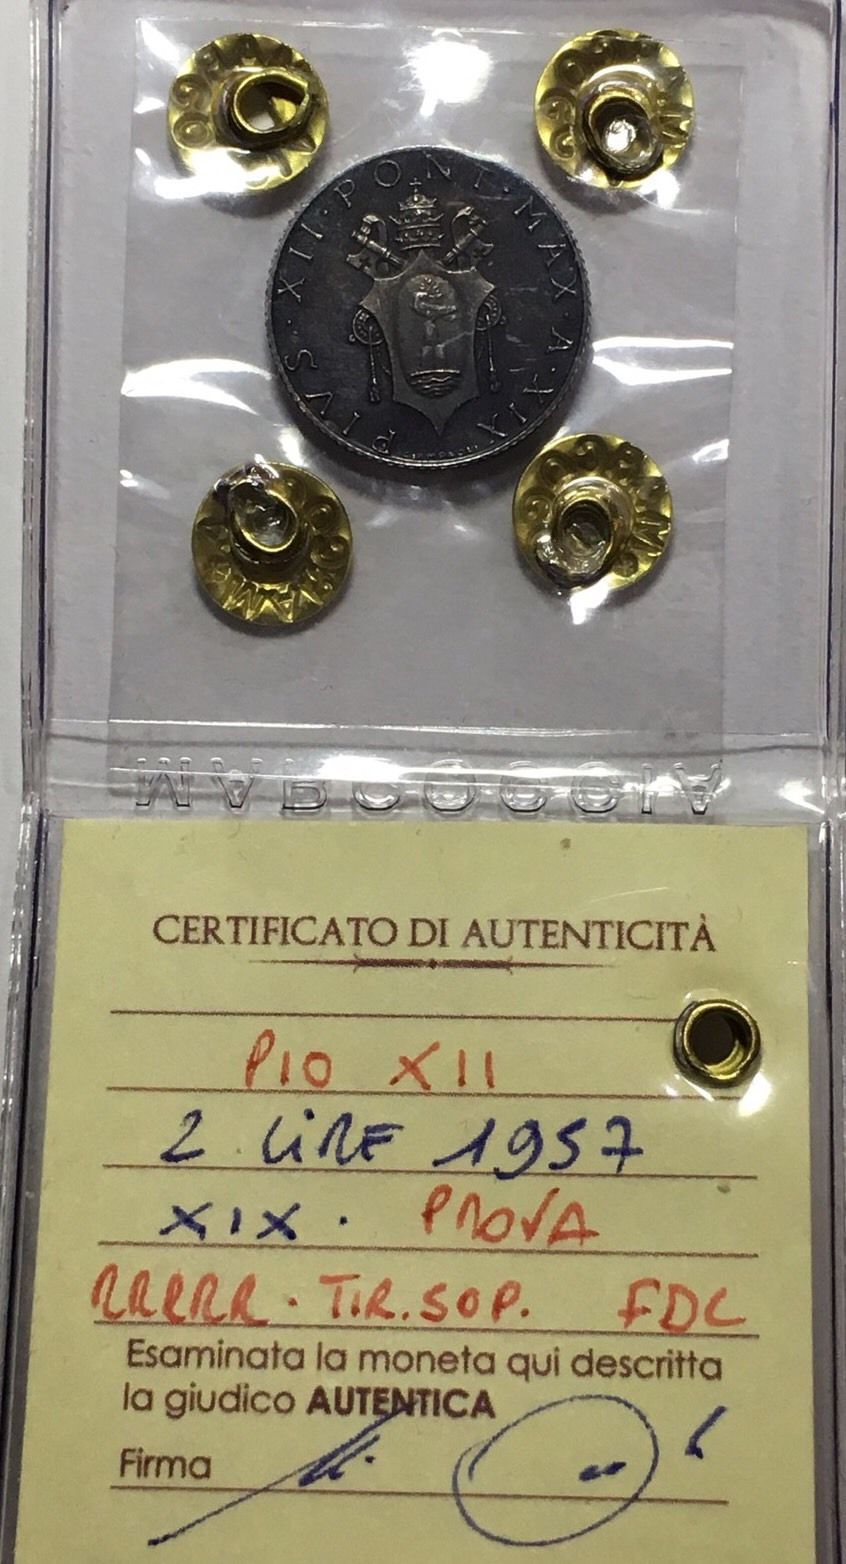 PIVS · XII · PONT · MAX · A · XIX
MARCOCCIA
CERTIFICATO DI AUTENTICITÀ
PIO XII
2 LIRE 1957
XIX · PROVA
RRRRR · TIR. SOP. FDC
Esaminata la moneta qui descritta
la giudico AUTENTICA
Firma